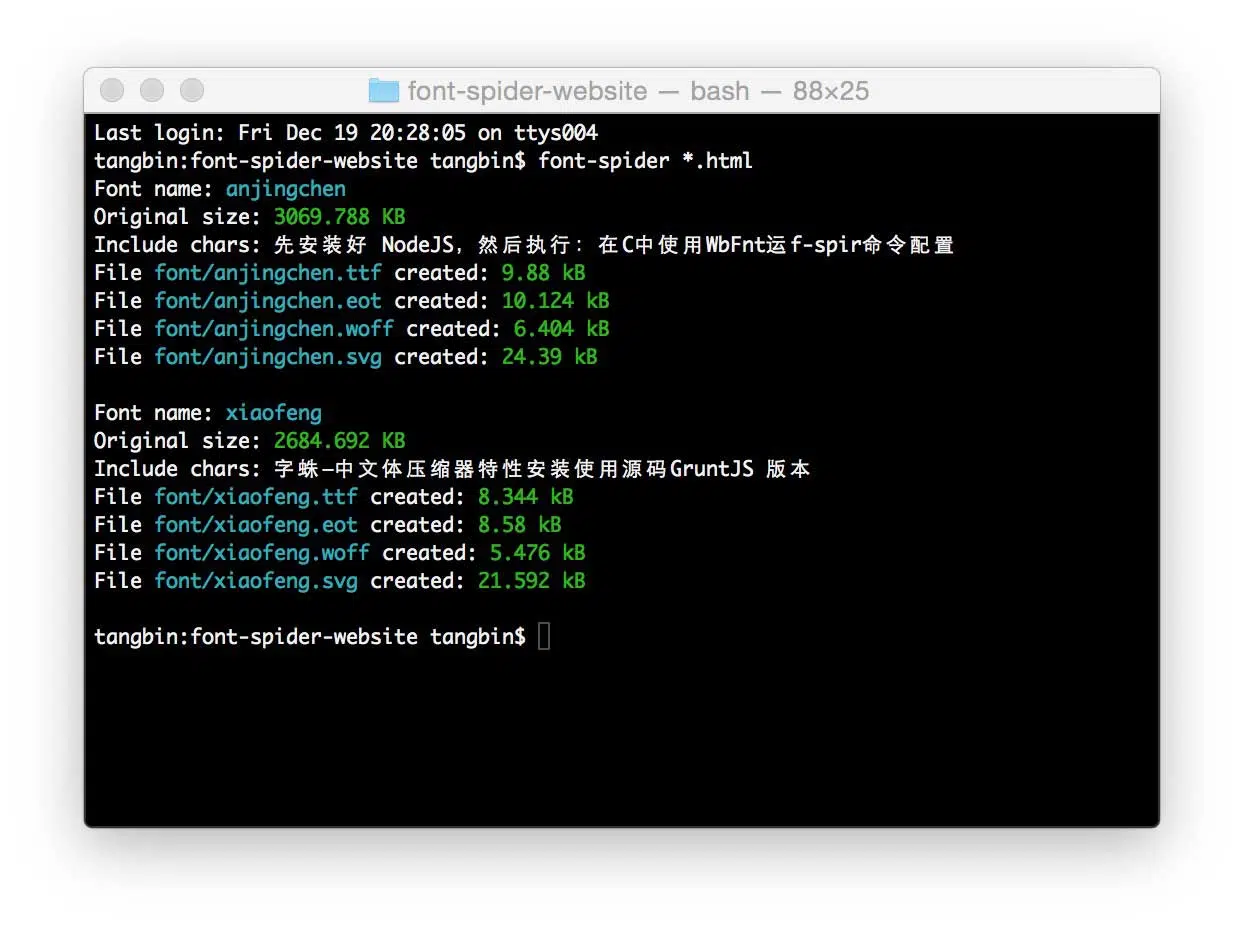 font-spider-website — bash — 88×25
Last login: Fri Dec 19 20:28:05 on ttys004
tangbin:font-spider-website tangbin$ font-spider *.html
Font name: anjingchen
Original size: 3069.788 KB
Include chars: 先安装好 NodeJS，然后执行：在C中使用WbFnt运f-spir命令配置
File font/anjingchen.ttf created: 9.88 kB
File font/anjingchen.eot created: 10.124 kB
File font/anjingchen.woff created: 6.404 kB
File font/anjingchen.svg created: 24.39 kB
Font name: xiaofeng
Original size: 2684.692 KB
Include chars: 字蛛–中文体压缩器特性安装使用源码GruntJS 版本
File font/xiaofeng.ttf created: 8.344 kB
File font/xiaofeng.eot created: 8.58 kB
File font/xiaofeng.woff created: 5.476 kB
File font/xiaofeng.svg created: 21.592 kB
tangbin:font-spider-website tangbin$